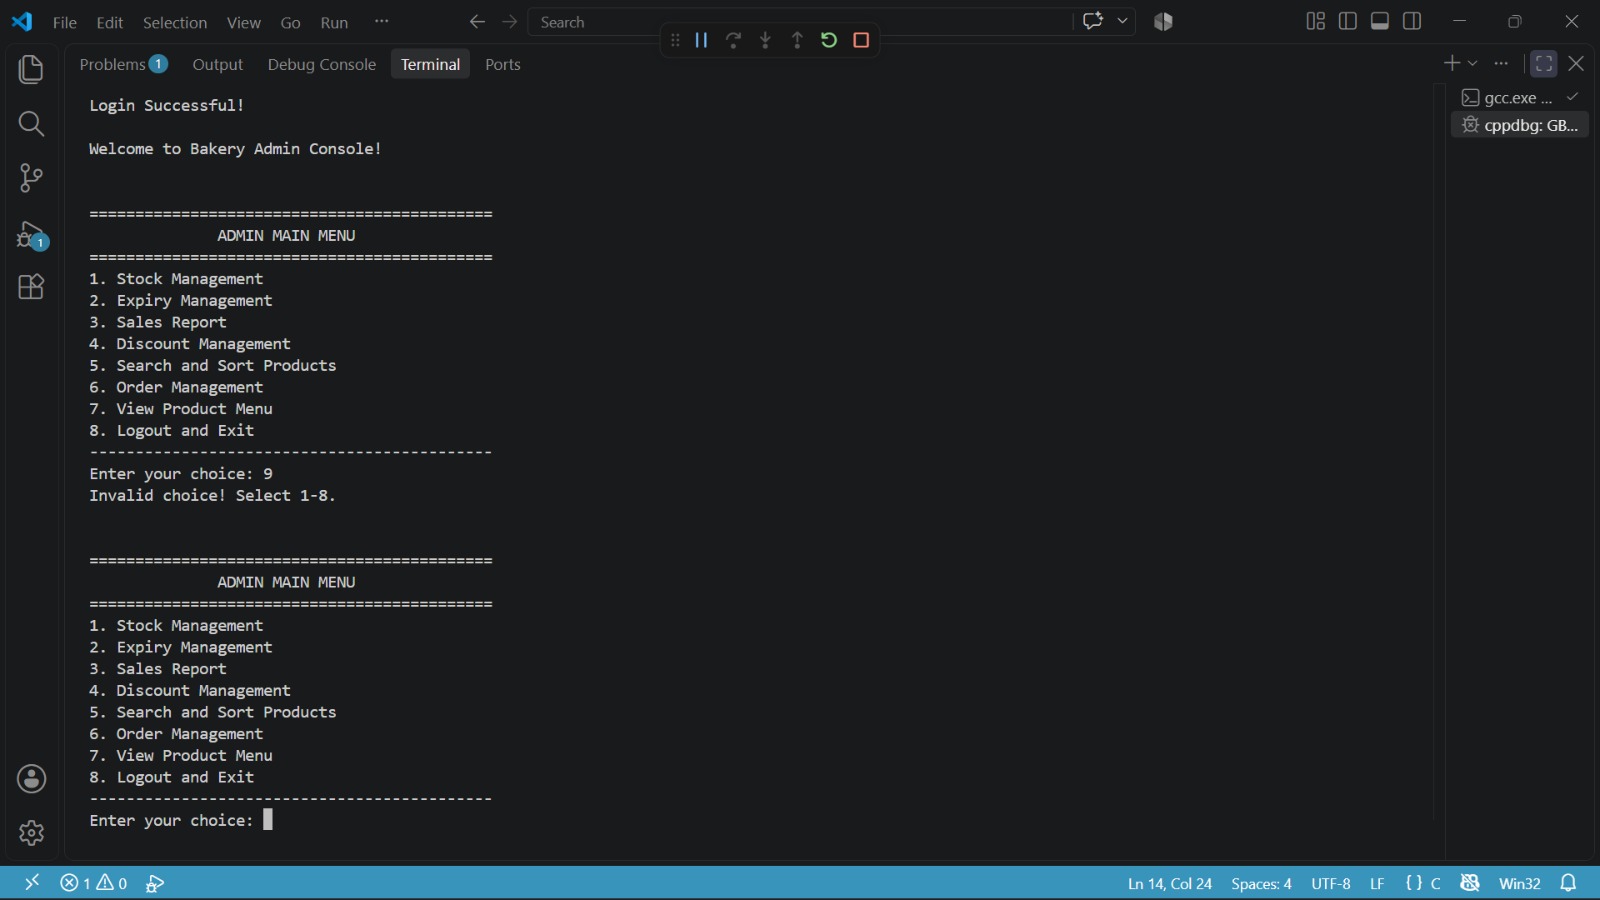 File Edit Selection View Go Run ··· Search
Problems 1 Output Debug Console Terminal Ports
gcc.exe ...
cppdbg: GB...
1
Login Successful!
Welcome to Bakery Admin Console!
============================================
ADMIN MAIN MENU
============================================
1. Stock Management
2. Expiry Management
3. Sales Report
4. Discount Management
5. Search and Sort Products
6. Order Management
7. View Product Menu
8. Logout and Exit
--------------------------------------------
Enter your choice: 9
Invalid choice! Select 1-8.
============================================
ADMIN MAIN MENU
============================================
1. Stock Management
2. Expiry Management
3. Sales Report
4. Discount Management
5. Search and Sort Products
6. Order Management
7. View Product Menu
8. Logout and Exit
--------------------------------------------
Enter your choice:
1 0 Ln 14, Col 24 Spaces: 4 UTF-8 LF {} C Win32